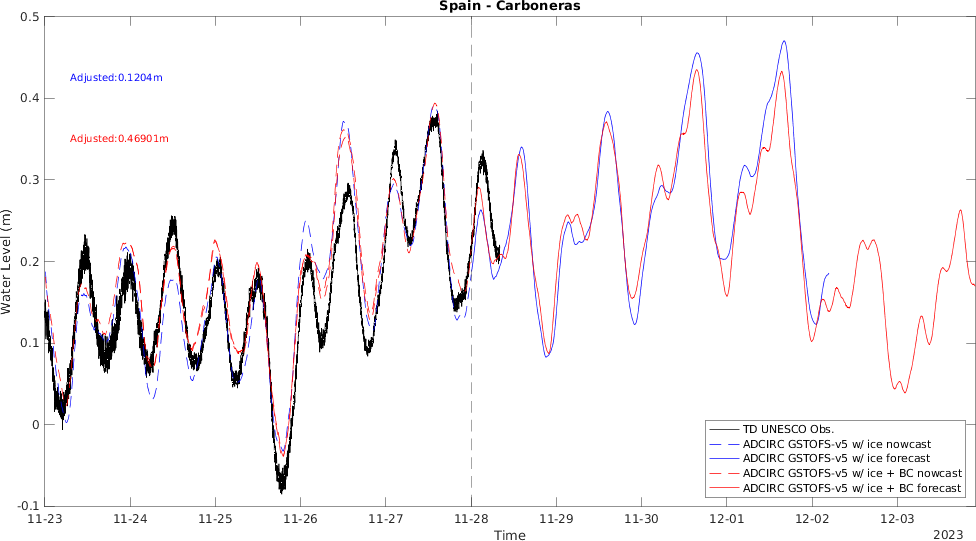 Spain - Carboneras
0.5
0.4
0.3
0.2
0.1
0
-0.1
Water Level (m)
Adjusted:0.1204m
Adjusted:0.46901m
TD UNESCO Obs.
ADCIRC GSTOFS-v5 w/ ice nowcast
ADCIRC GSTOFS-v5 w/ ice forecast
ADCIRC GSTOFS-v5 w/ ice + BC nowcast
ADCIRC GSTOFS-v5 w/ ice + BC forecast
11-23 11-24 11-25 11-26 11-27 11-28 11-29 11-30 12-01 12-02 12-03
Time
2023